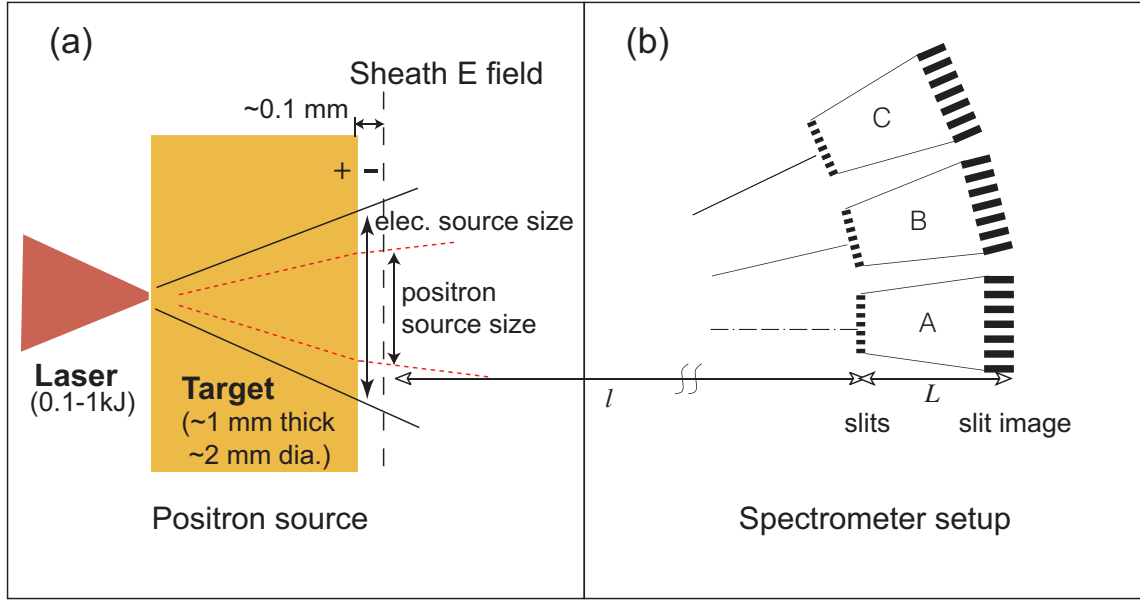 (a)
Sheath E field
~0.1 mm
+ -
elec. source size
positron
source size
Laser
(0.1-1kJ)
Target
(~1 mm thick
~2 mm dia.)
Positron source
(b)
C
B
A
l
L
slits
slit image
Spectrometer setup